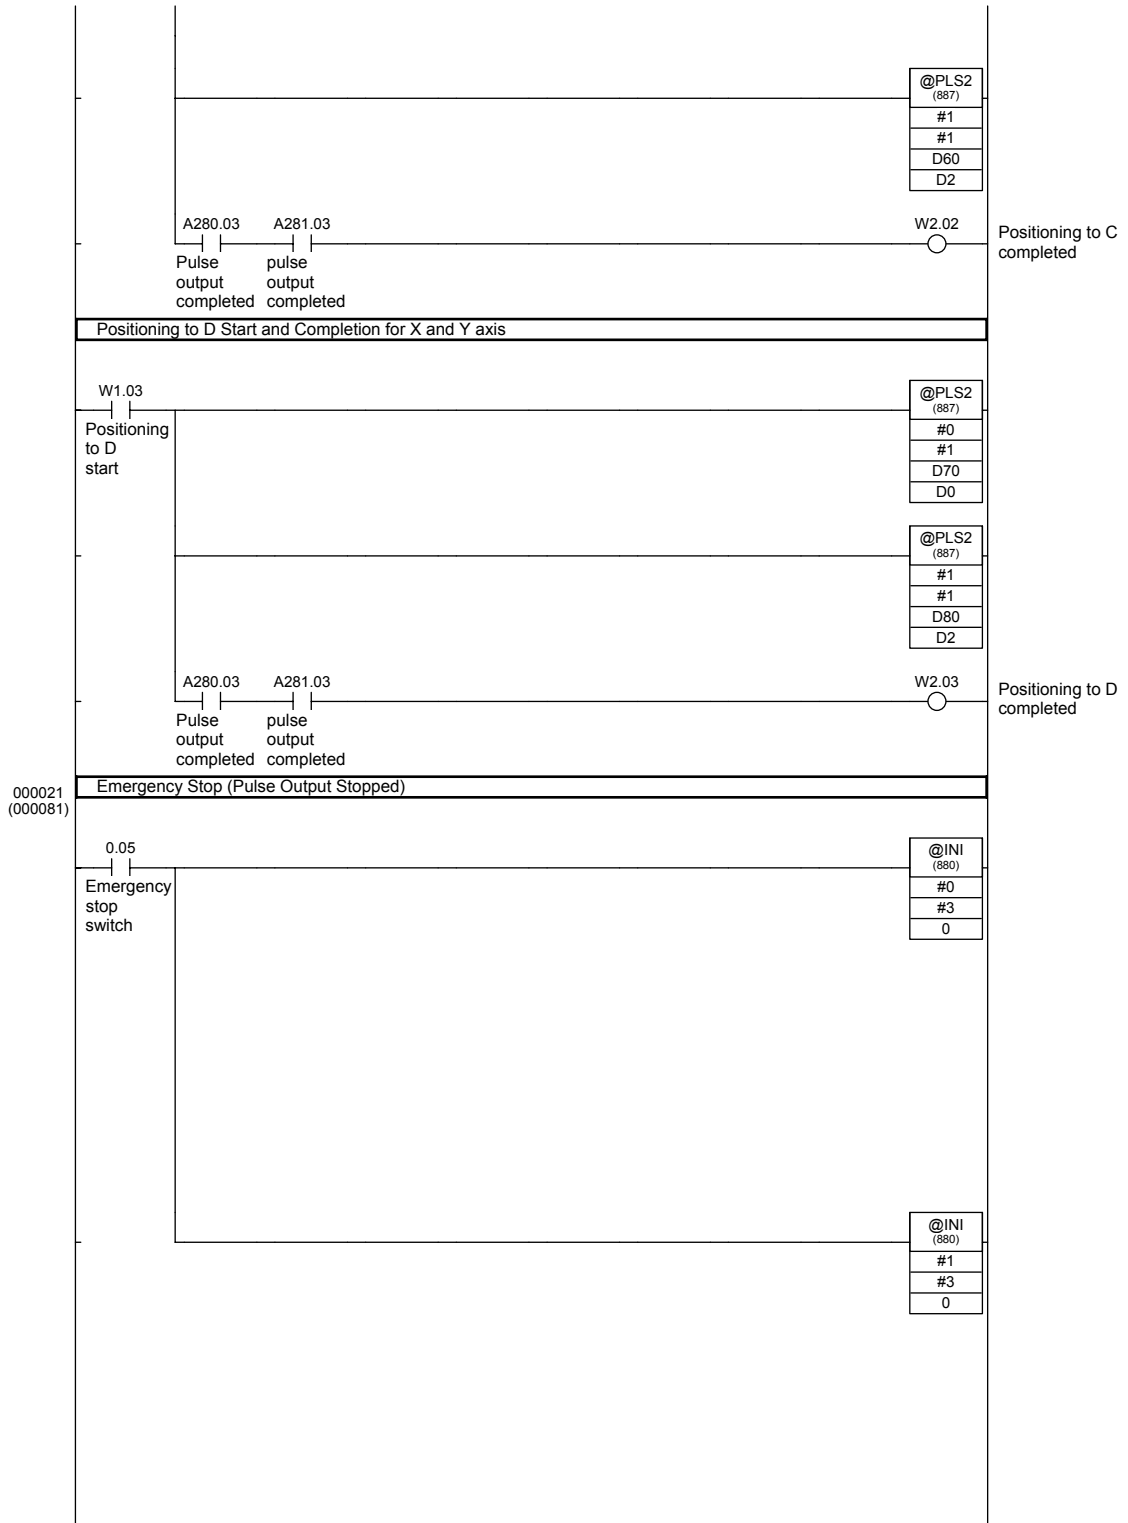 @PLS2
(887)
#1
#1
D60
D2
A280.03 A281.03 W2.02
Positioning to C
completed
Pulse pulse
output output
completed completed
Positioning to D Start and Completion for X and Y axis
W1.03
Positioning
to D
start
@PLS2
(887)
#0
#1
D70
D0
@PLS2
(887)
#1
#1
D80
D2
A280.03 A281.03 W2.03
Positioning to D
completed
Pulse pulse
output output
completed completed
000021
(000081)
Emergency Stop (Pulse Output Stopped)
0.05
Emergency
stop
switch
@INI
(880)
#0
#3
0
@INI
(880)
#1
#3
0